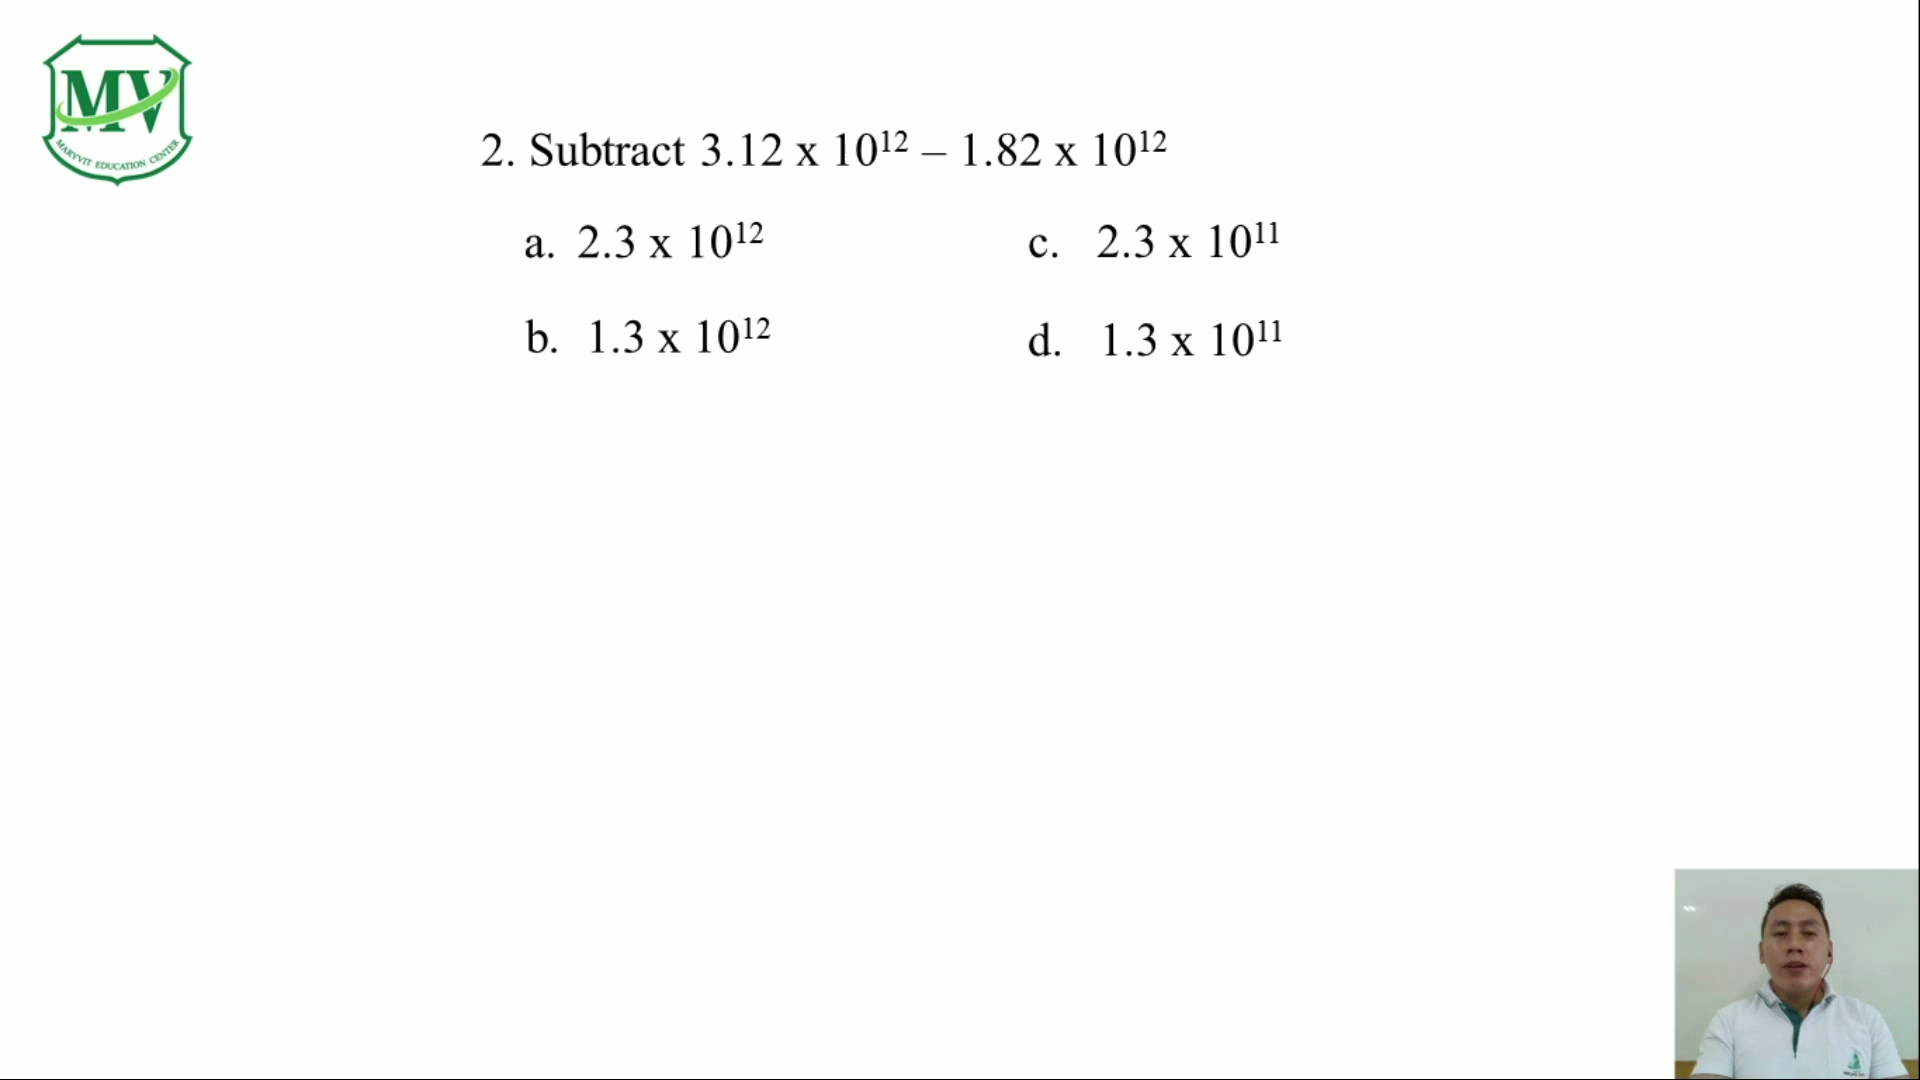 MV
MARYVIT EDUCATION CENTER
2. Subtract 3.12 x 10¹² – 1.82 x 10¹²
a. 2.3 x 10¹² c. 2.3 x 10¹¹
b. 1.3 x 10¹² d. 1.3 x 10¹¹